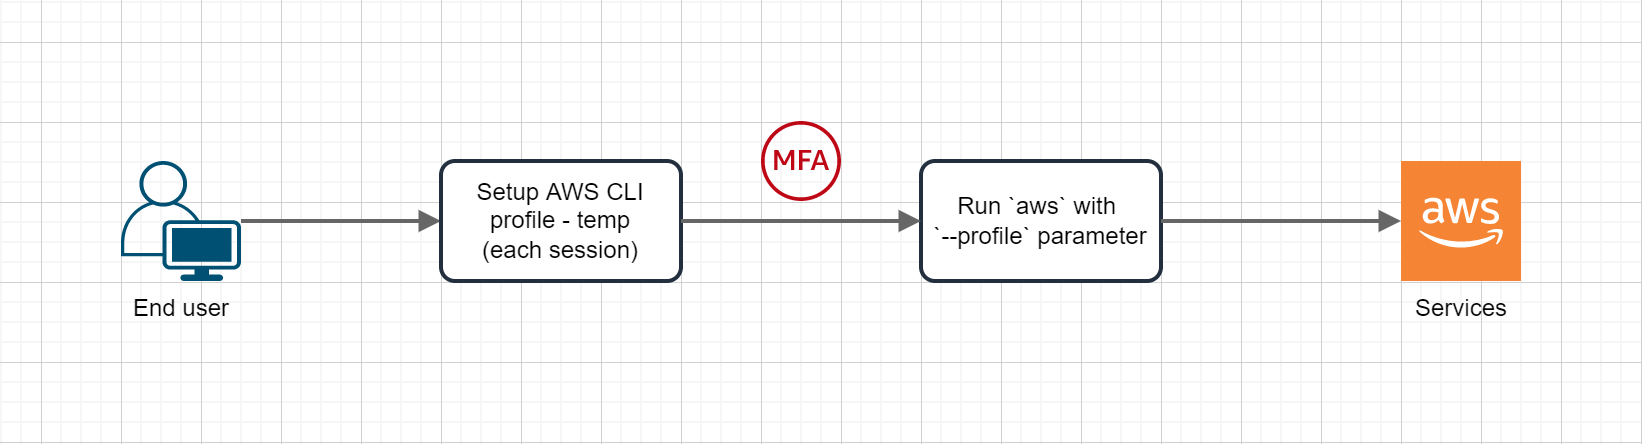 End user
Setup AWS CLI
profile - temp
(each session)
MFA
Run `aws` with
`--profile` parameter
aws
Services